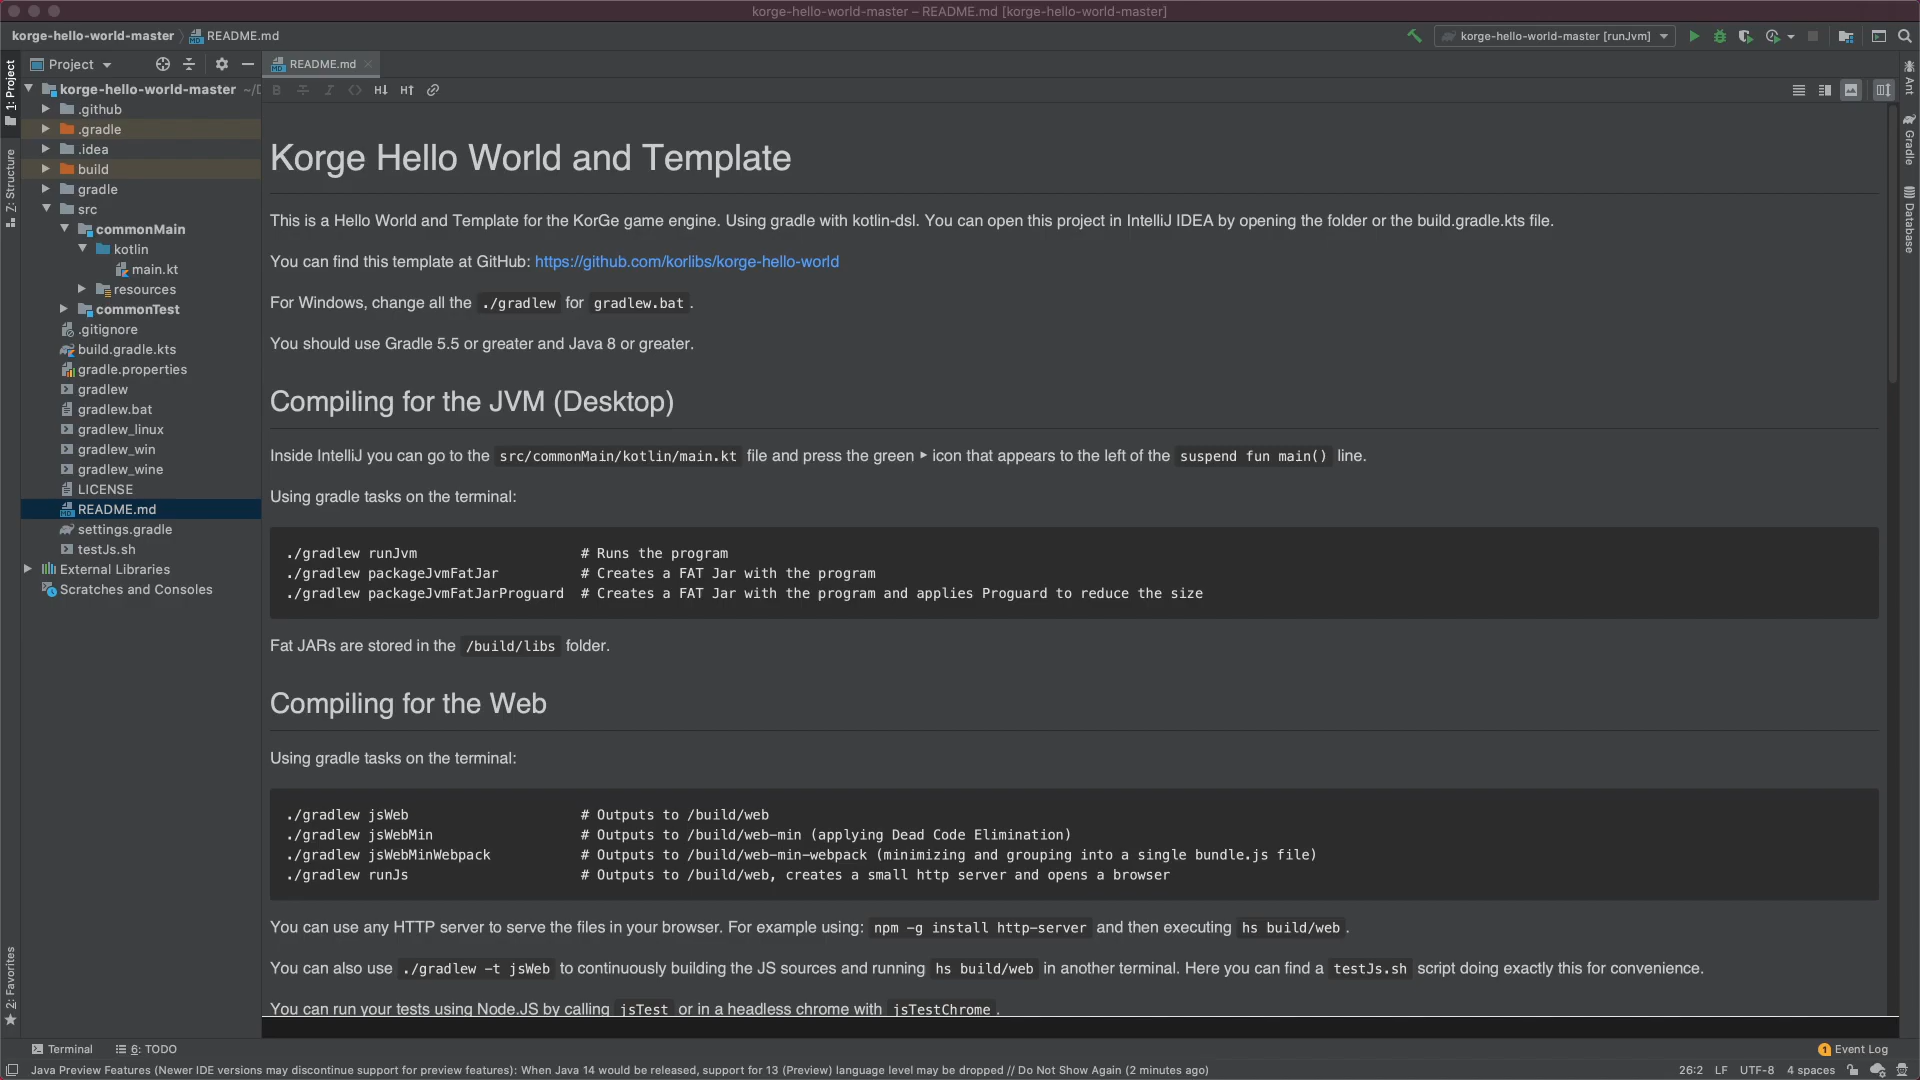 korge-hello-world-master – README.md [korge-hello-world-master]
korge-hello-world-master README.md
korge-hello-world-master [runJvm]
1: Project
Z: Structure
2: Favorites
Project
korge-hello-world-master ~/D
.github
.gradle
.idea
build
gradle
src
commonMain
kotlin
main.kt
resources
commonTest
.gitignore
build.gradle.kts
gradle.properties
gradlew
gradlew.bat
gradlew_linux
gradlew_win
gradlew_wine
LICENSE
README.md
settings.gradle
testJs.sh
External Libraries
Scratches and Consoles
README.md
B I <> H↓ H↑
Korge Hello World and Template
This is a Hello World and Template for the KorGe game engine. Using gradle with kotlin-dsl. You can open this project in IntelliJ IDEA by opening the folder or the build.gradle.kts file.
You can find this template at GitHub: https://github.com/korlibs/korge-hello-world
For Windows, change all the ./gradlew for gradlew.bat.
You should use Gradle 5.5 or greater and Java 8 or greater.
Compiling for the JVM (Desktop)
Inside IntelliJ you can go to the src/commonMain/kotlin/main.kt file and press the green ▸ icon that appears to the left of the suspend fun main() line.
Using gradle tasks on the terminal:
./gradlew runJvm # Runs the program
./gradlew packageJvmFatJar # Creates a FAT Jar with the program
./gradlew packageJvmFatJarProguard # Creates a FAT Jar with the program and applies Proguard to reduce the size
Fat JARs are stored in the /build/libs folder.
Compiling for the Web
Using gradle tasks on the terminal:
./gradlew jsWeb # Outputs to /build/web
./gradlew jsWebMin # Outputs to /build/web-min (applying Dead Code Elimination)
./gradlew jsWebMinWebpack # Outputs to /build/web-min-webpack (minimizing and grouping into a single bundle.js file)
./gradlew runJs # Outputs to /build/web, creates a small http server and opens a browser
You can use any HTTP server to serve the files in your browser. For example using: npm -g install http-server and then executing hs build/web.
You can also use ./gradlew -t jsWeb to continuously building the JS sources and running hs build/web in another terminal. Here you can find a testJs.sh script doing exactly this for convenience.
You can run your tests using Node.JS by calling jsTest or in a headless chrome with jsTestChrome.
Ant
Gradle
Database
Terminal
6: TODO
1 Event Log
Java Preview Features (Newer IDE versions may discontinue support for preview features): When Java 14 would be released, support for 13 (Preview) language level may be dropped // Do Not Show Again (2 minutes ago)
26:2 LF UTF-8 4 spaces